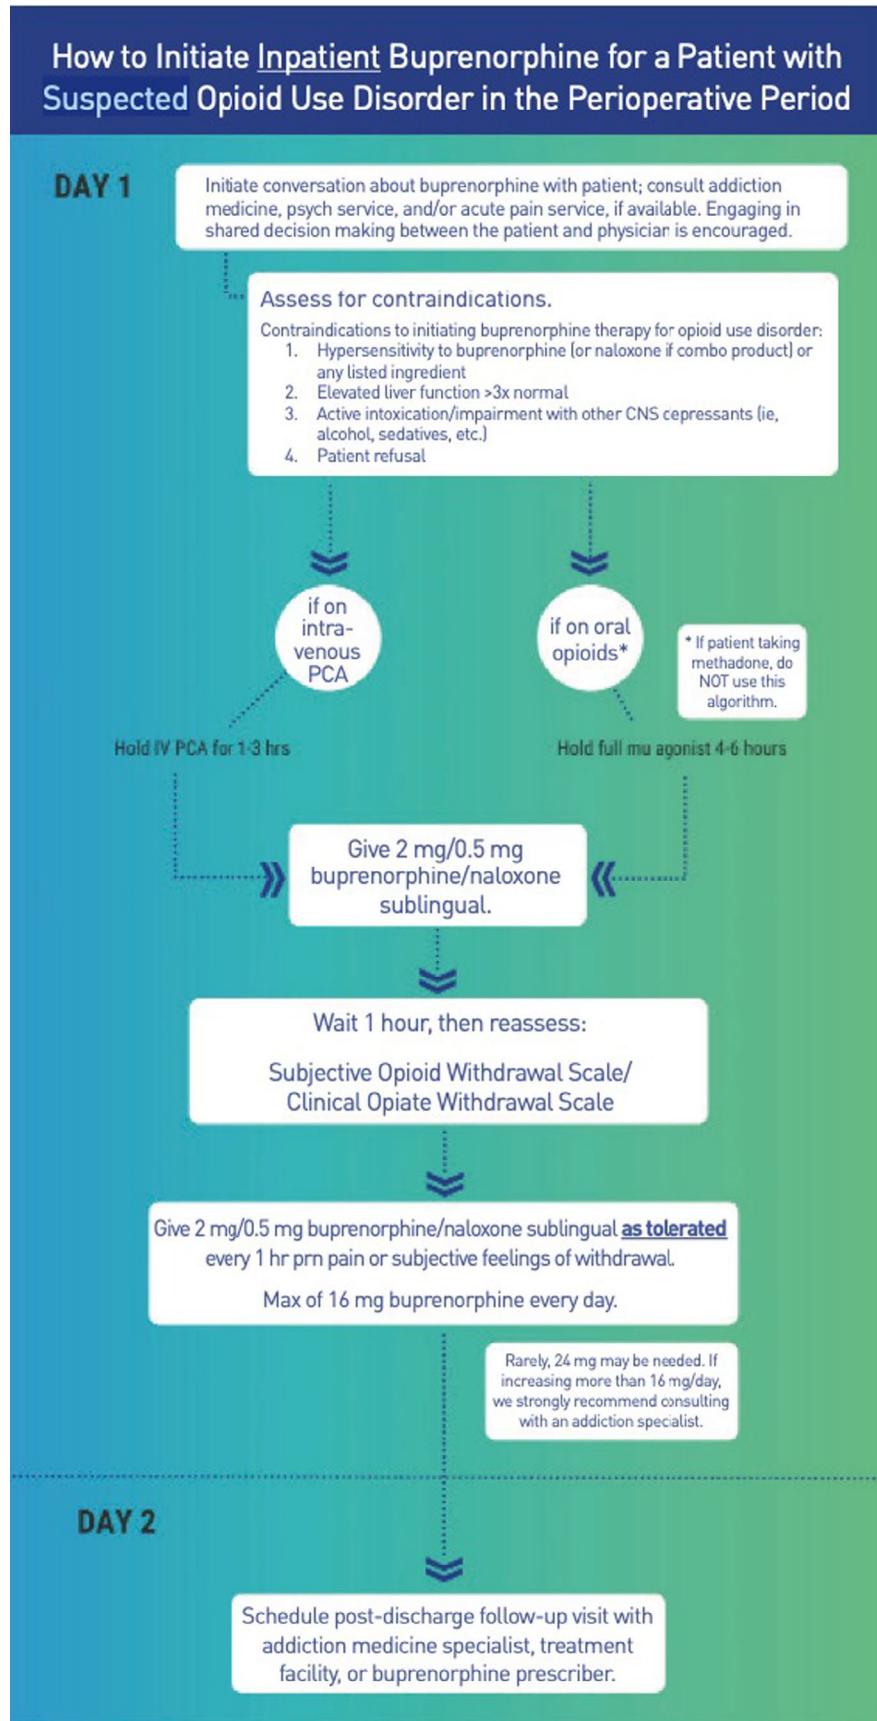 How to Initiate Inpatient Buprenorphine for a Patient with
Suspected Opioid Use Disorder in the Perioperative Period
DAY 1
Initiate conversation about buprenorphine with patient; consult addiction
medicine, psych service, and/or acute pain service, if available. Engaging in
shared decision making between the patient and physician is encouraged.
Assess for contraindications.
Contraindications to initiating buprenorphine therapy for opioid use disorder:
1. Hypersensitivity to buprenorphine (or naloxone if combo product) or
any listed ingredient
2. Elevated liver function >3x normal
3. Active intoxication/impairment with other CNS cepressants (ie,
alcohol, sedatives, etc.)
4. Patient refusal
if on
intra-
venous
PCA
if on oral
opioids*
* If patient taking
methadone, do
NOT use this
algorithm.
Hold IV PCA for 1-3 hrs
Hold full mu agonist 4-6 hours
Give 2 mg/0.5 mg
buprenorphine/naloxone
sublingual.
Wait 1 hour, then reassess:
Subjective Opioid Withdrawal Scale/
Clinical Opiate Withdrawal Scale
Give 2 mg/0.5 mg buprenorphine/naloxone sublingual as tolerated
every 1 hr prn pain or subjective feelings of withdrawal.
Max of 16 mg buprenorphine every day.
Rarely, 24 mg may be needed. If
increasing more than 16 mg/day,
we strongly recommend consulting
with an addiction specialist.
DAY 2
Schedule post-discharge follow-up visit with
addiction medicine specialist, treatment
facility, or buprenorphine prescriber.